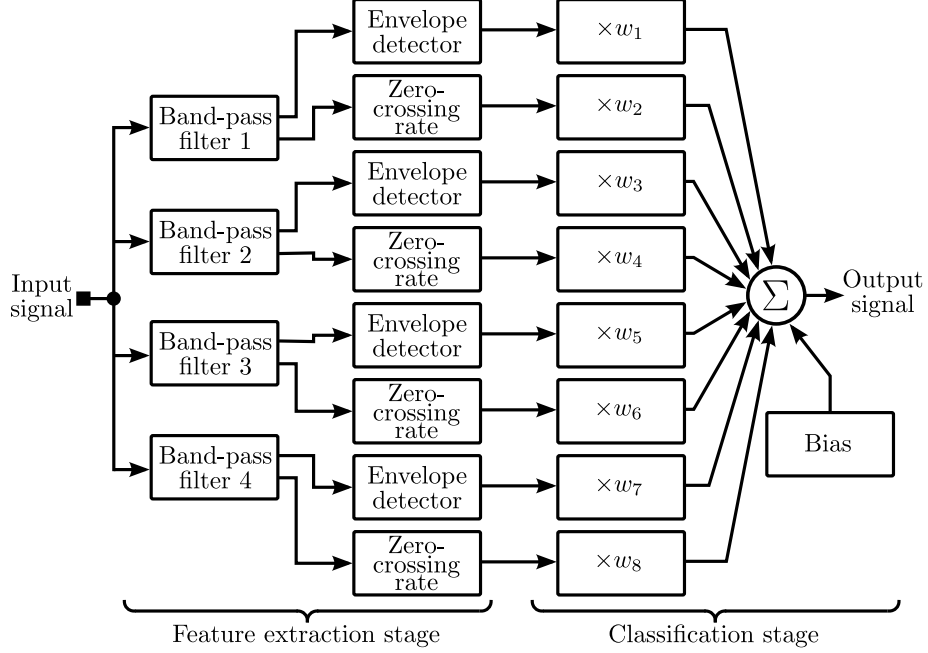 Envelope
detector
×w1
Zero-
crossing
rate
×w2
Band-pass
filter 1
Envelope
detector
×w3
Band-pass
filter 2
Zero-
crossing
rate
×w4
Input
signal
Σ
Output
signal
Envelope
detector
×w5
Band-pass
filter 3
Zero-
crossing
rate
×w6
Bias
Band-pass
filter 4
Envelope
detector
×w7
Zero-
crossing
rate
×w8
Feature extraction stage
Classification stage